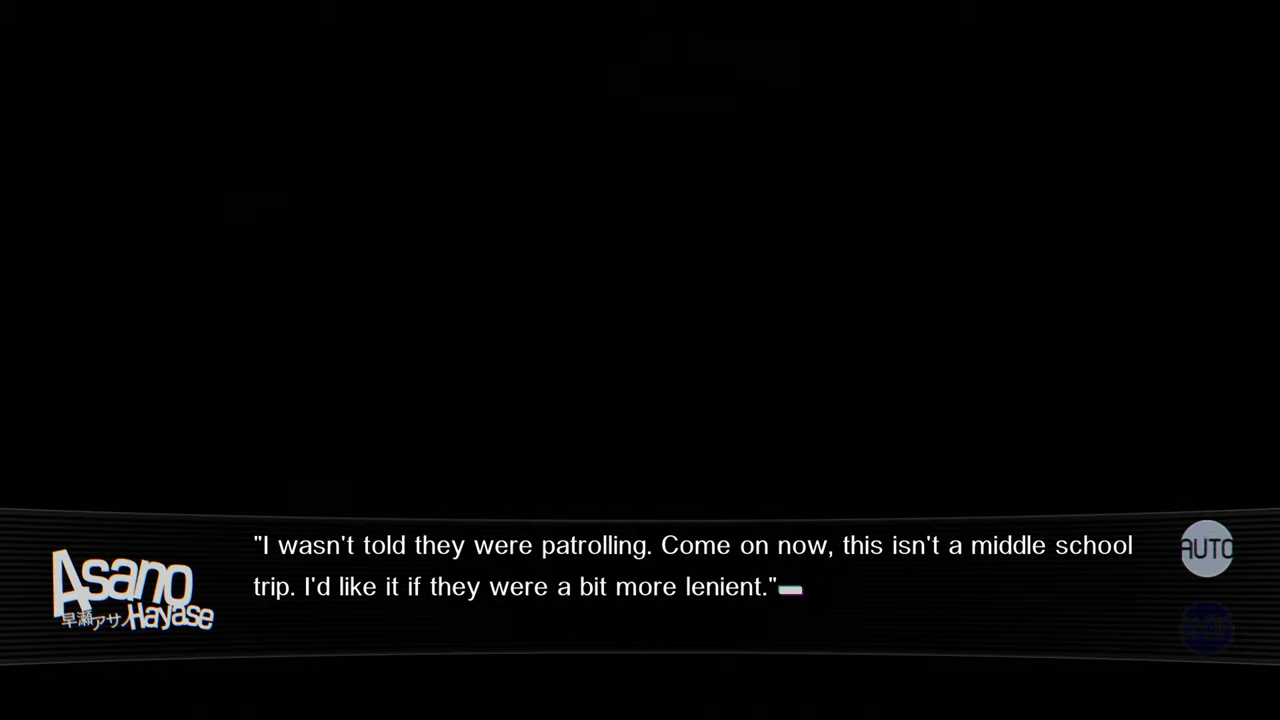 "I wasn't told they were patrolling. Come on now, this isn't a middle school
trip. I'd like it if they were a bit more lenient."
Asano
早瀬アサノ Hayase
AUTO